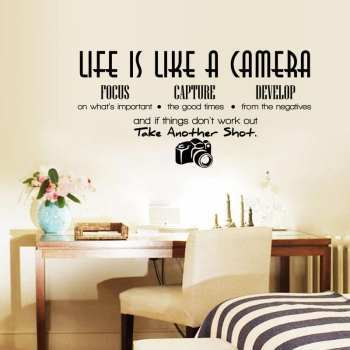 LIFE IS LIKE A CAMERA
FOCUS CAPTURE DEVELOP
on what's important • the good times • from the negatives
and if things don't work out
Take Another Shot.